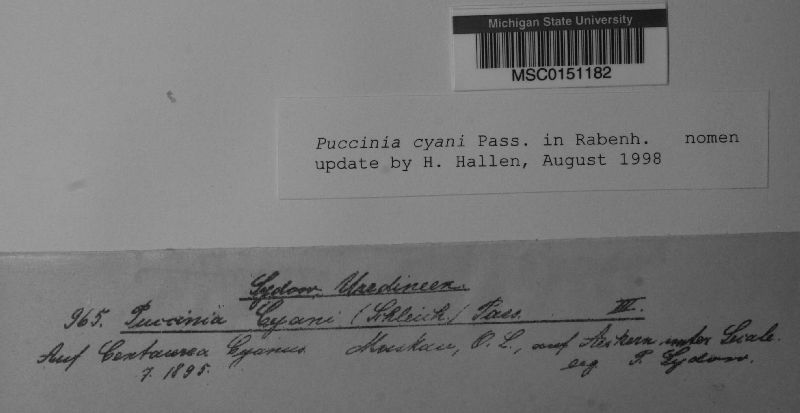 Michigan State University
MSC0151182
Puccinia cyani Pass. in Rabenh. nomen
update by H. Hallen, August 1998
Sydow, Uredineen.
965. Puccinia Cyani (Schleich) Pass. III.
Auf Centaurea Cyanus. Muskau, O. L., auf Aeckern unter Secale.
7. 1895. leg. P. Sydow.